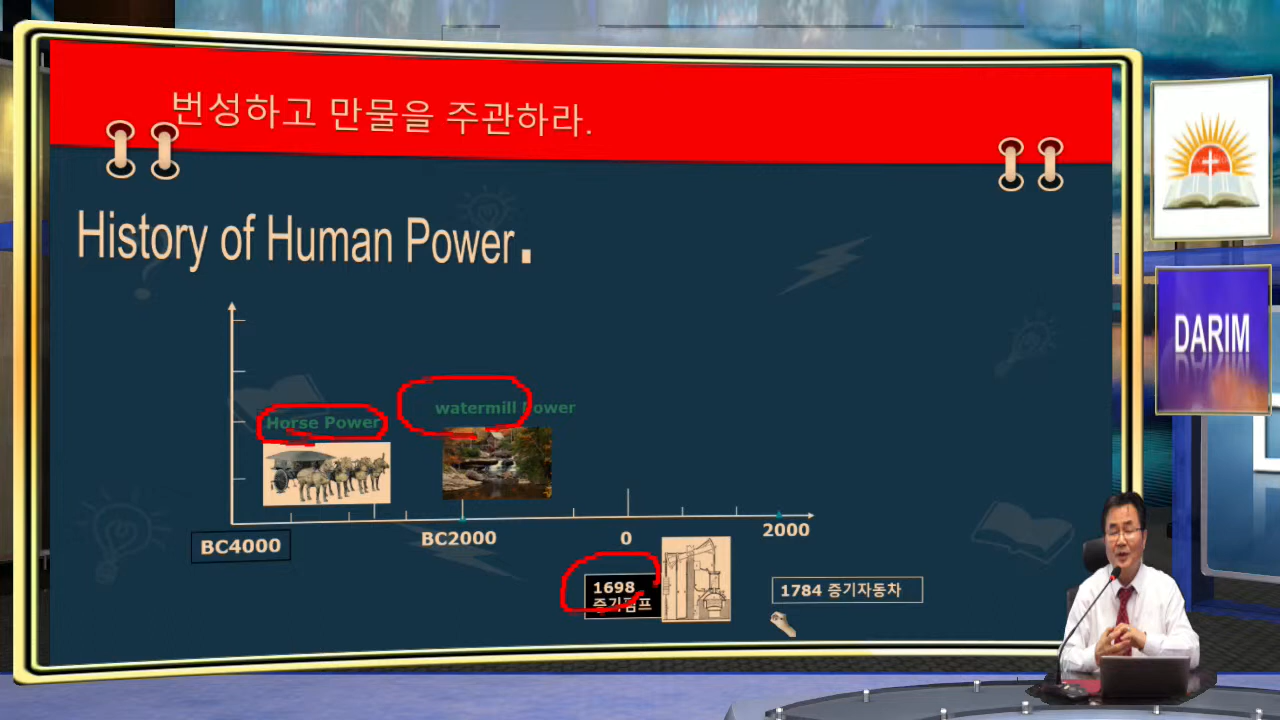 번성하고 만물을 주관하라.
History of Human Power.
Horse Power
watermill Power
BC4000
BC2000
0
2000
1698
증기펌프
1784 증기자동차
DARIM